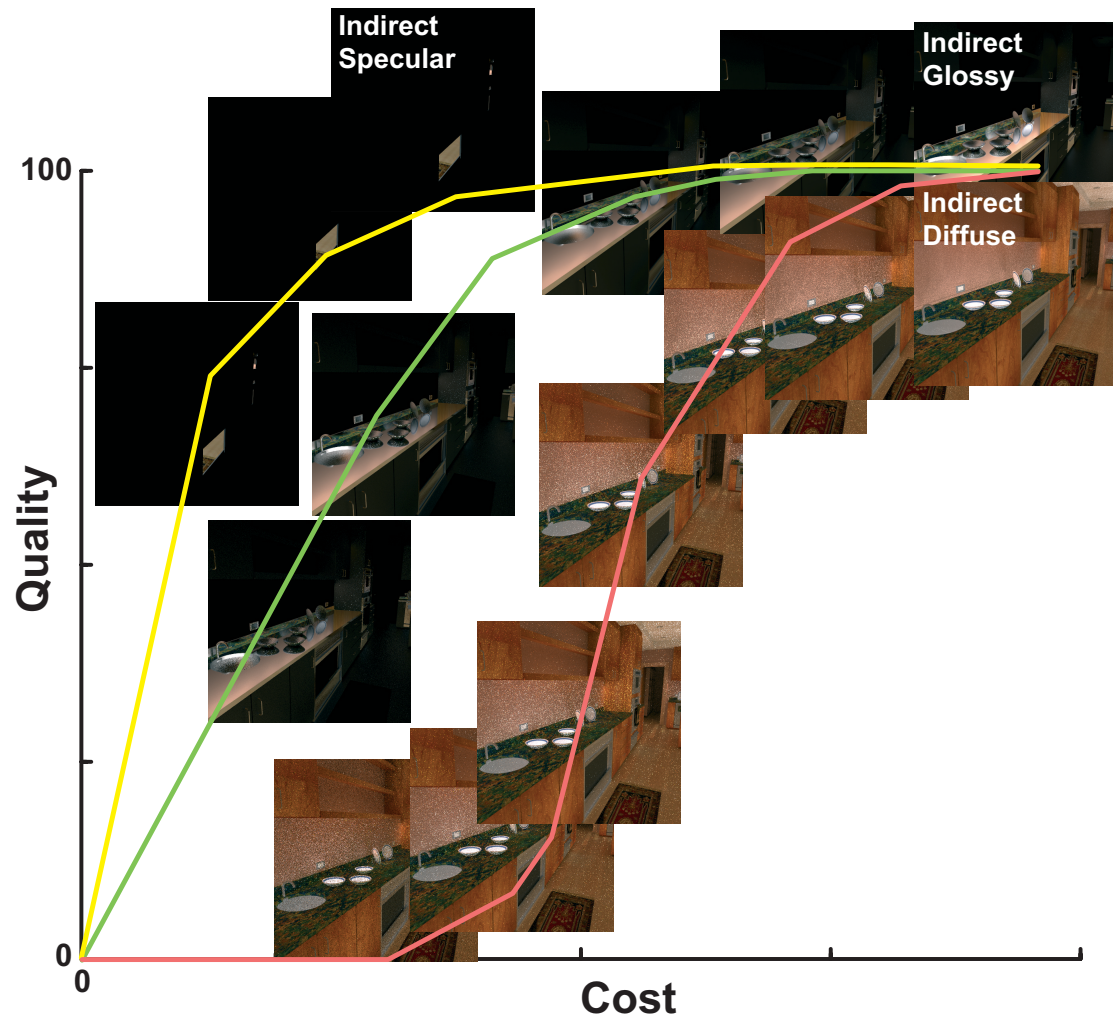 Indirect
Specular
Indirect
Glossy
100
Indirect
Diffuse
Quality
0
0
Cost